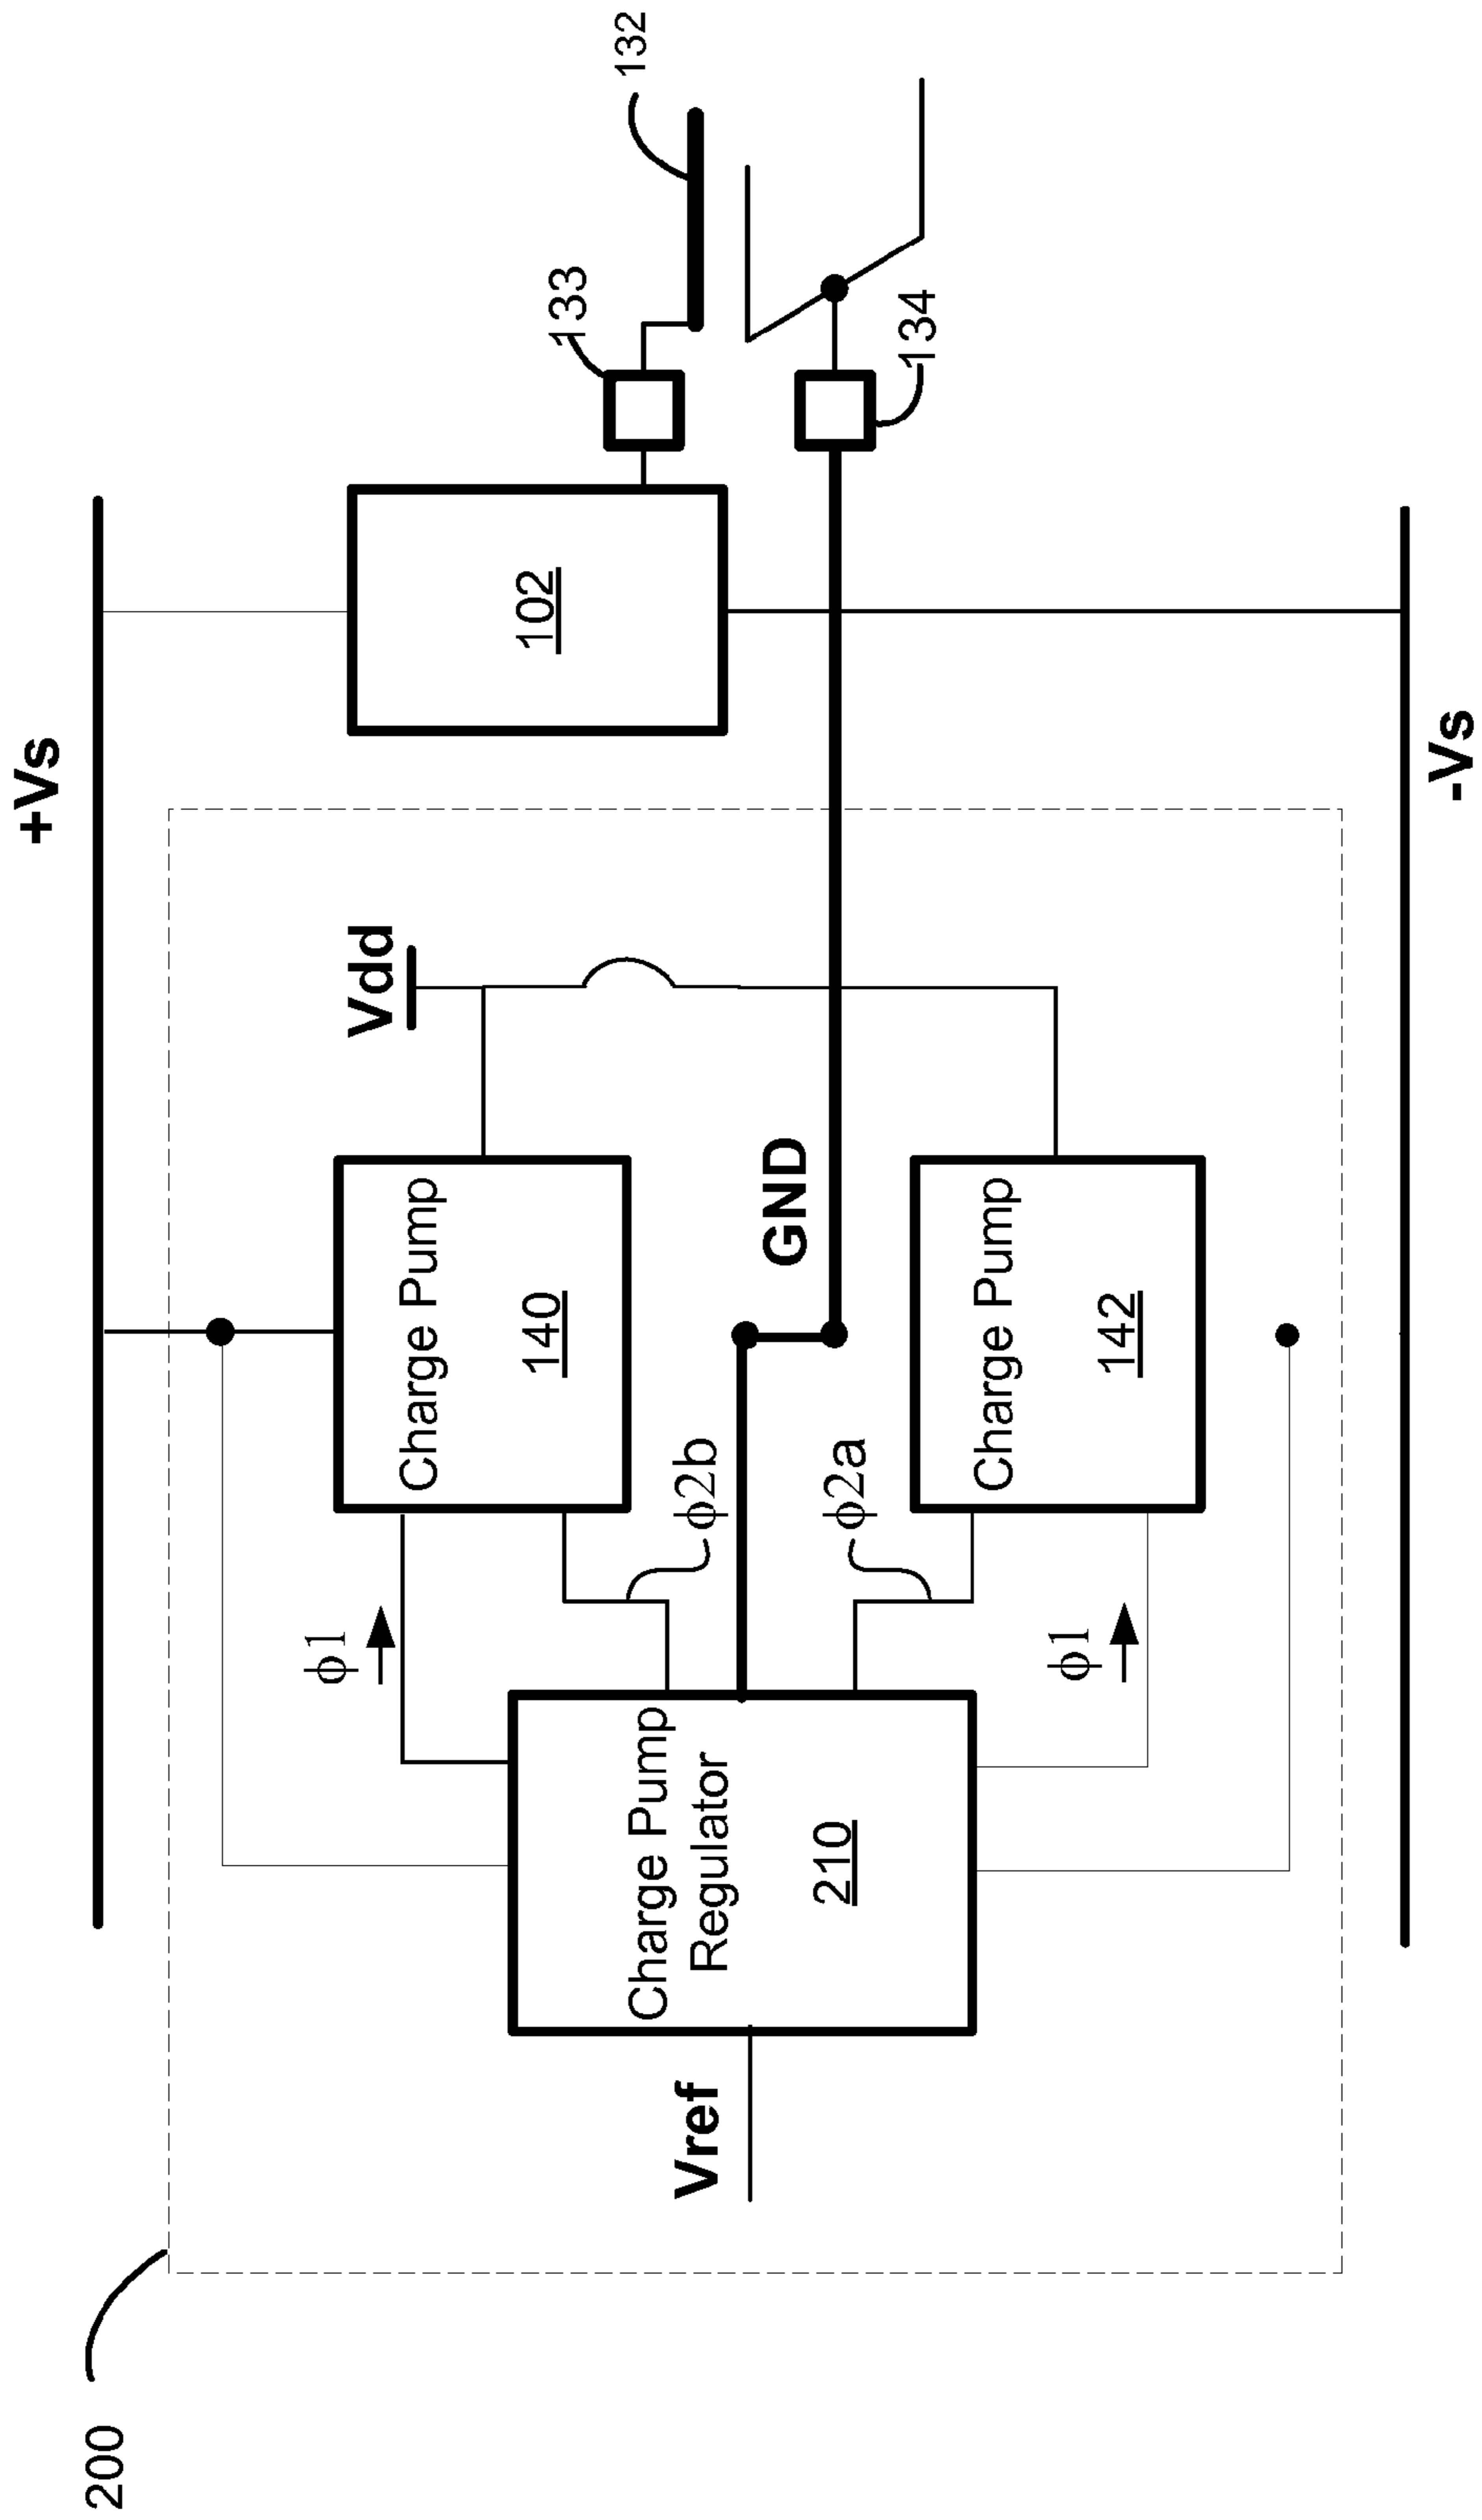 200
+Vs
Vdd
Charge Pump
140
102
133
132
ϕ1
ϕ2b
GND
Vref
Charge Pump
Regulator
210
ϕ2a
134
ϕ1
Charge Pump
142
-Vs